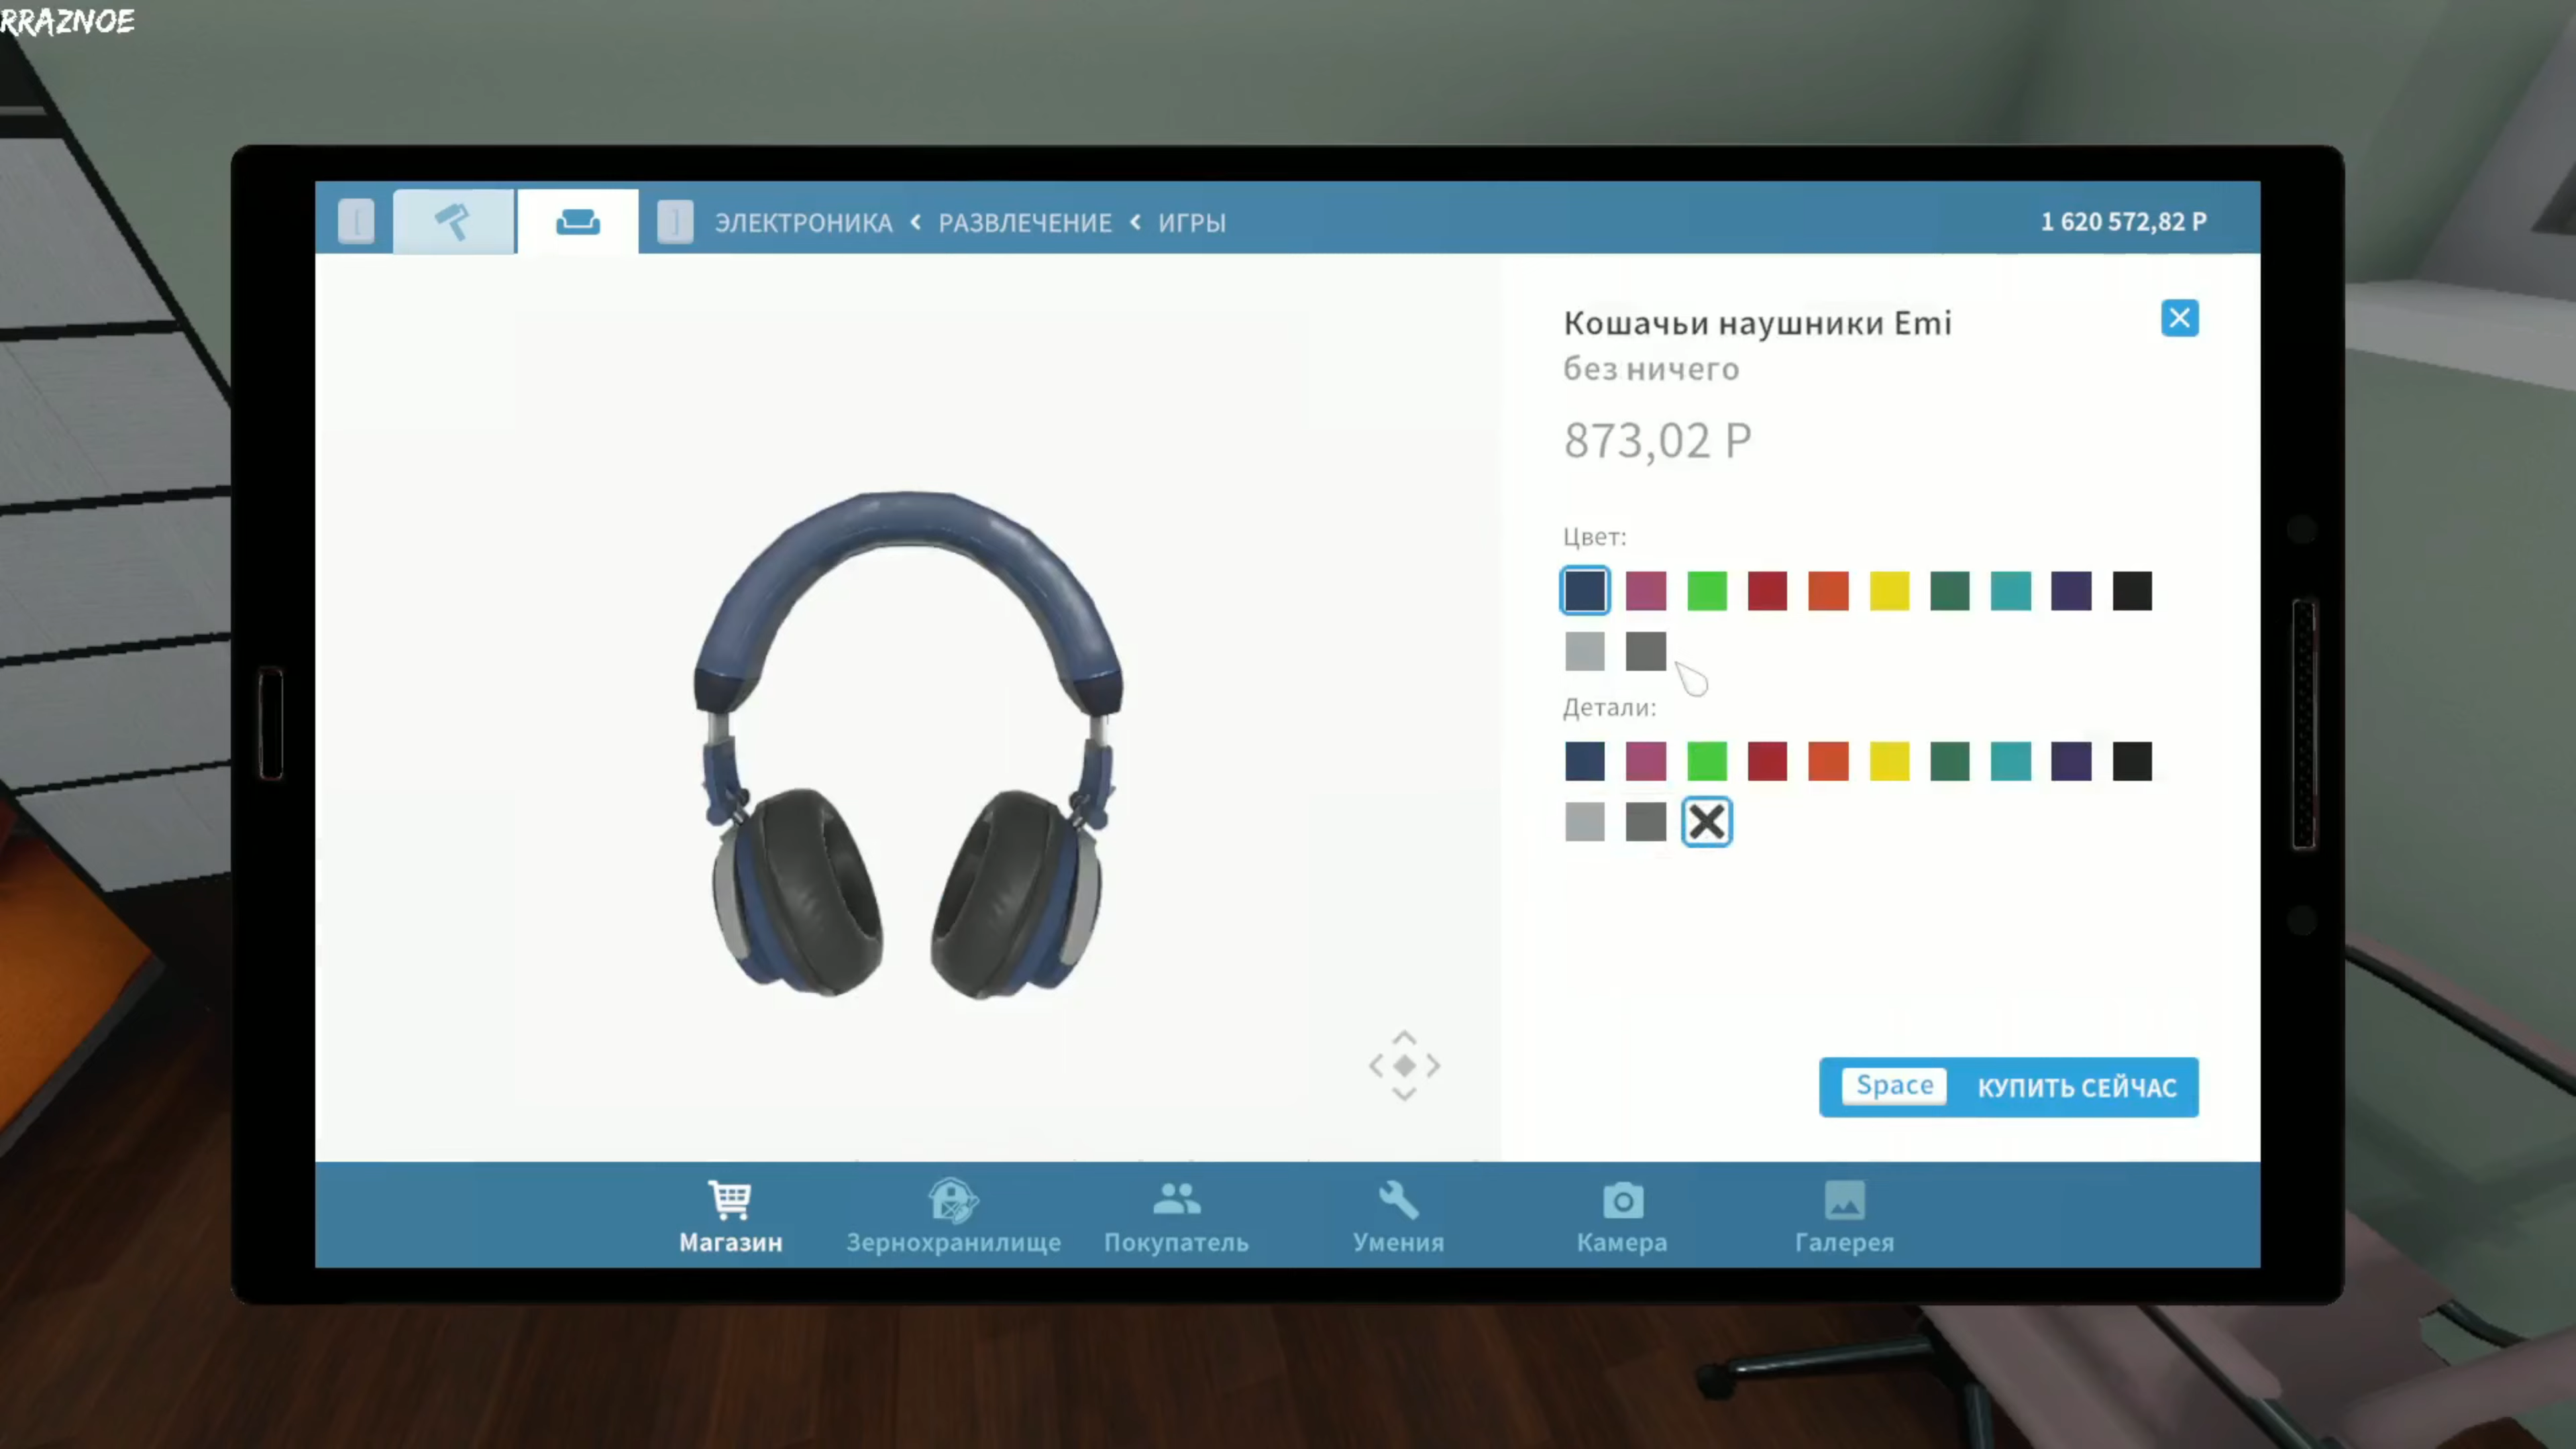 RRAZNOE
[
]
ЭЛЕКТРОНИКА < РАЗВЛЕЧЕНИЕ < ИГРЫ
1 620 572,82 Р
Кошачьи наушники Emi
без ничего
873,02 Р
Цвет:
Детали:
Space КУПИТЬ СЕЙЧАС
Магазин
Зернохранилище
Покупатель
Умения
Камера
Галерея